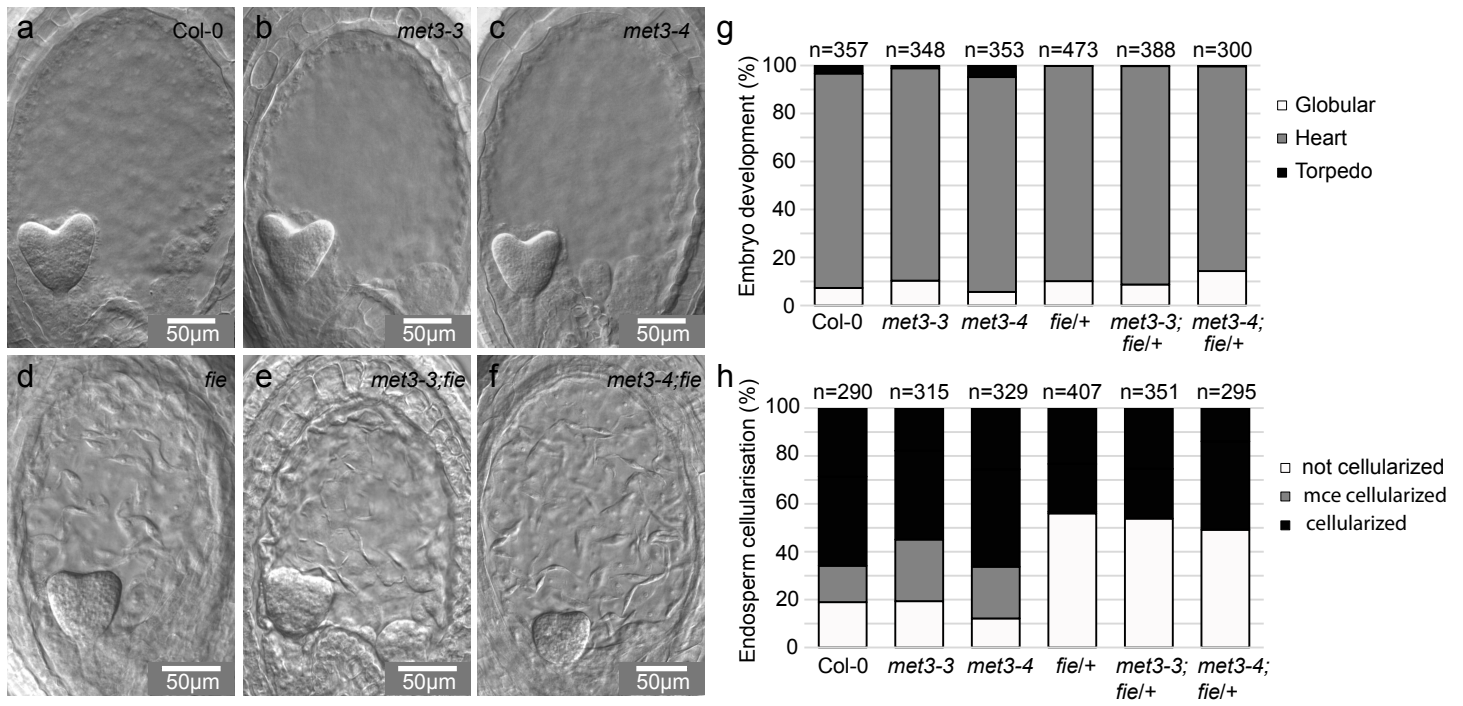 a Col-0
50µm
b met3-3
50µm
c met3-4
50µm
d fie
50µm
e met3-3;fie
50µm
f met3-4;fie
50µm
g
n=357 n=348 n=353 n=473 n=388 n=300
Embryo development (%)
100
80
60
40
20
0
Col-0 met3-3 met3-4 fie/+ met3-3; met3-4;
fie/+ fie/+
Globular
Heart
Torpedo
h
n=290 n=315 n=329 n=407 n=351 n=295
Endosperm cellularisation (%)
100
80
60
40
20
0
Col-0 met3-3 met3-4 fie/+ met3-3; met3-4;
fie/+ fie/+
not cellularized
mce cellularized
cellularized